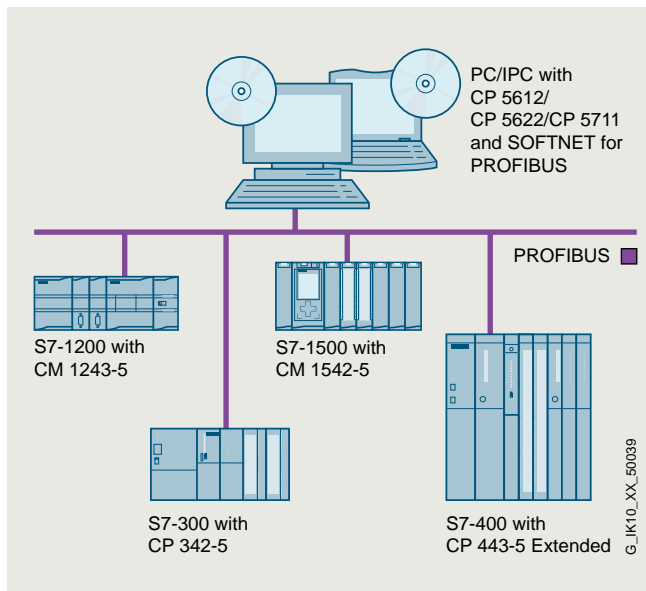 PC/IPC with
CP 5612/
CP 5622/CP 5711
and SOFTNET for
PROFIBUS
PROFIBUS
S7-1200 with
CM 1243-5
S7-1500 with
CM 1542-5
S7-300 with
CP 342-5
S7-400 with
CP 443-5 Extended
G_IK10_XX_50039